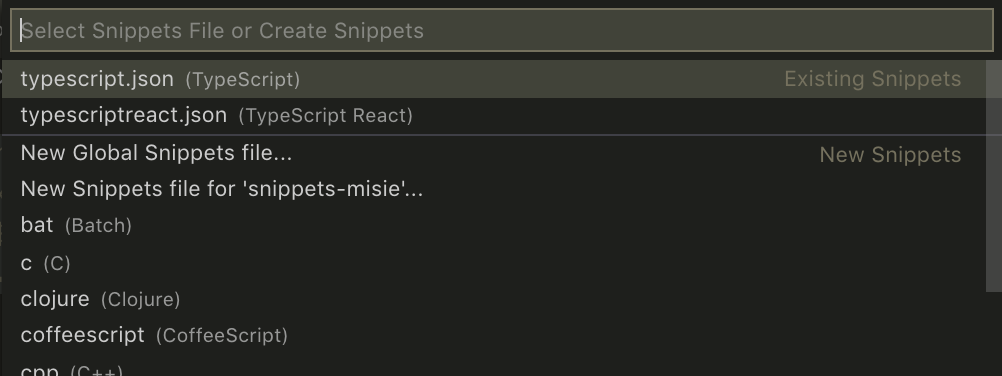 Select Snippets File or Create Snippets
typescript.json (TypeScript) Existing Snippets
typescriptreact.json (TypeScript React)
New Global Snippets file...
New Snippets
New Snippets file for 'snippets-misie'...
bat (Batch)
c (C)
clojure (Clojure)
coffeescript (CoffeeScript)
cpp (C++)